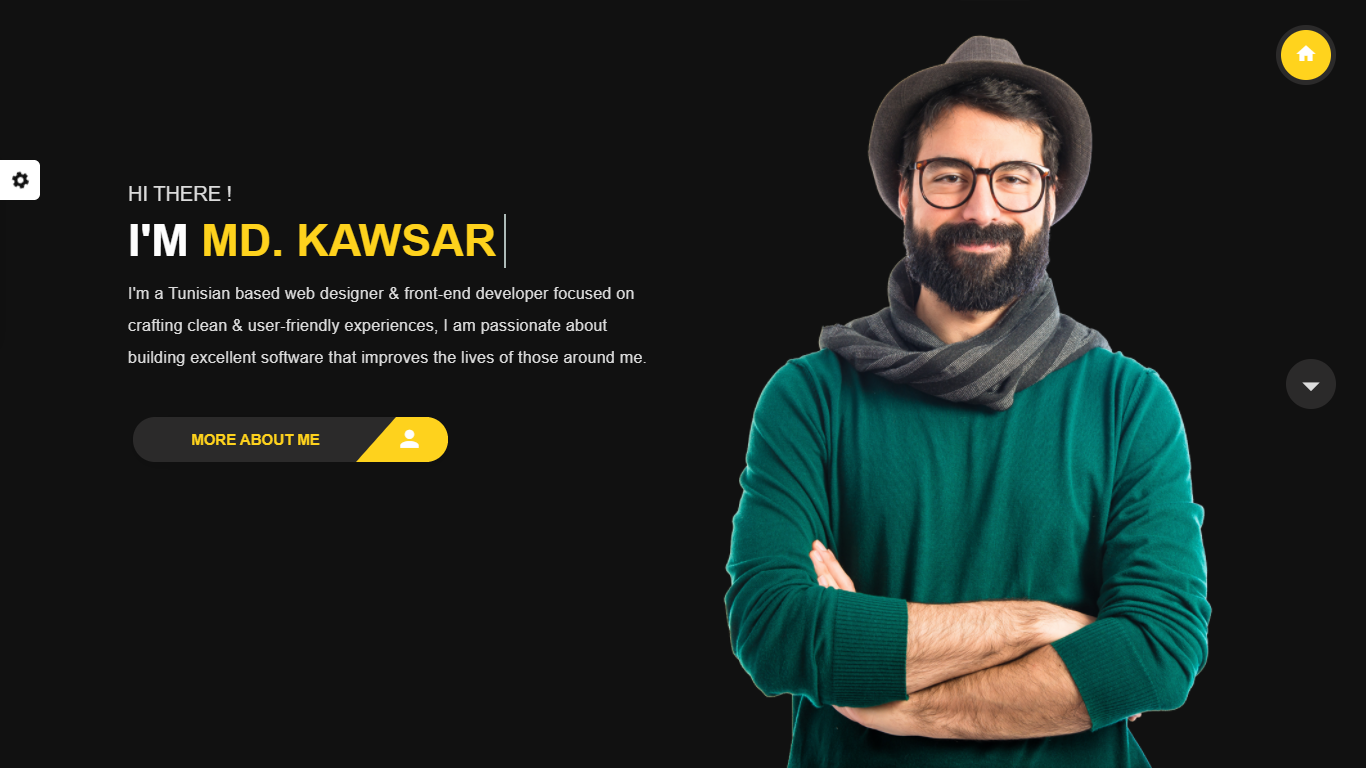 HI THERE !
I'M MD. KAWSAR
I'm a Tunisian based web designer & front-end developer focused on
crafting clean & user-friendly experiences, I am passionate about
building excellent software that improves the lives of those around me.
MORE ABOUT ME